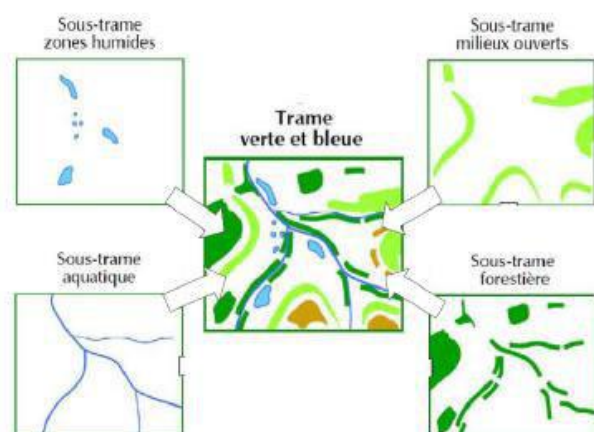 Sous-trame
zones humides
Sous-trame
milieux ouverts
Trame
verte et bleue
Sous-trame
aquatique
Sous-trame
forestière